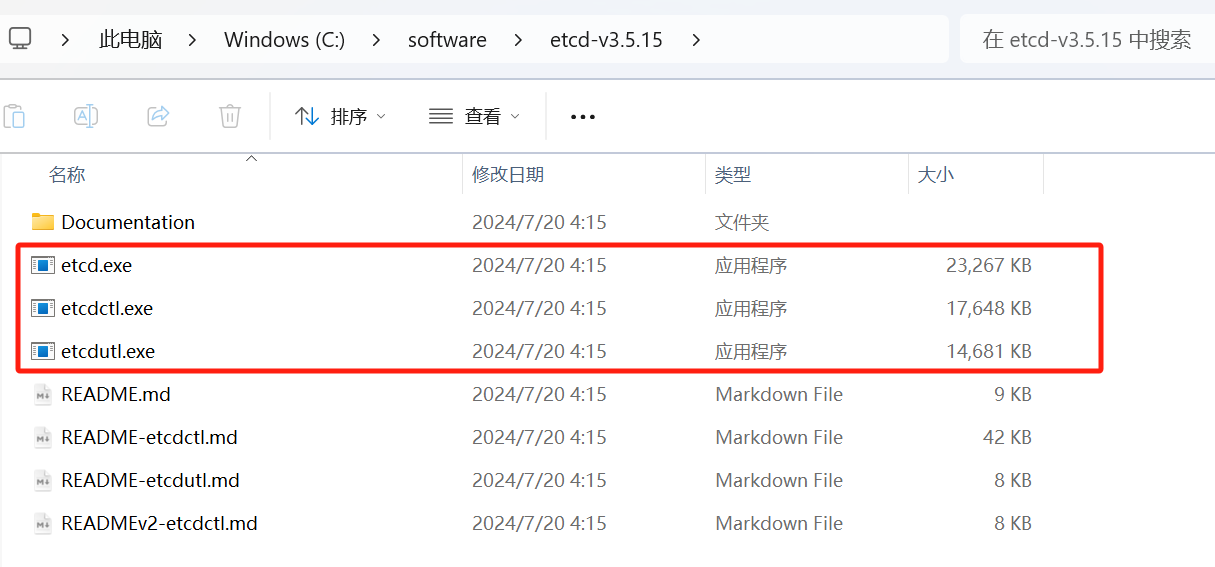 此电脑 Windows (C:) software etcd-v3.5.15 在 etcd-v3.5.15 中搜索
A 排序 查看
名称 修改日期 类型 大小
Documentation 2024/7/20 4:15 文件夹
etcd.exe 2024/7/20 4:15 应用程序 23,267 KB
etcdctl.exe 2024/7/20 4:15 应用程序 17,648 KB
etcdutl.exe 2024/7/20 4:15 应用程序 14,681 KB
README.md 2024/7/20 4:15 Markdown File 9 KB
README-etcdctl.md 2024/7/20 4:15 Markdown File 42 KB
README-etcdutl.md 2024/7/20 4:15 Markdown File 8 KB
READMEv2-etcdctl.md 2024/7/20 4:15 Markdown File 8 KB